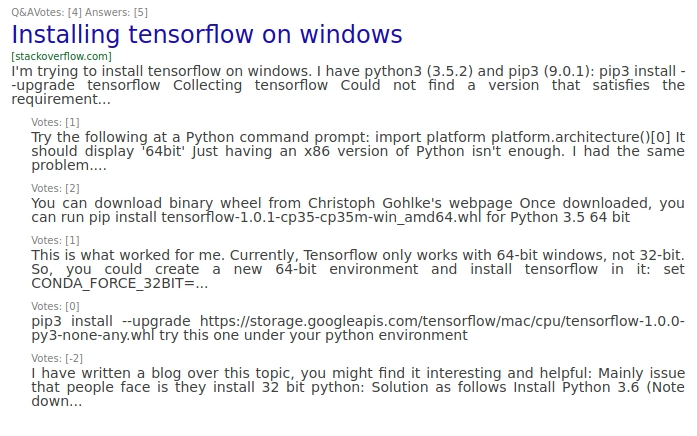 Q&AVotes: [4] Answers: [5]
Installing tensorflow on windows
[stackoverflow.com]
I'm trying to install tensorflow on windows. I have python3 (3.5.2) and pip3 (9.0.1): pip3 install -
-upgrade tensorflow Collecting tensorflow Could not find a version that satisfies the
requirement...
Votes: [1]
Try the following at a Python command prompt: import platform platform.architecture()[0] It
should display '64bit' Just having an x86 version of Python isn't enough. I had the same
problem....
Votes: [2]
You can download binary wheel from Christoph Gohlke's webpage Once downloaded, you
can run pip install tensorflow-1.0.1-cp35-cp35m-win_amd64.whl for Python 3.5 64 bit
Votes: [1]
This is what worked for me. Currently, Tensorflow only works with 64-bit windows, not 32-bit.
So, you could create a new 64-bit environment and install tensorflow in it: set
CONDA_FORCE_32BIT=...
Votes: [0]
pip3 install --upgrade https://storage.googleapis.com/tensorflow/mac/cpu/tensorflow-1.0.0-
py3-none-any.whl try this one under your python environment
Votes: [-2]
I have written a blog over this topic, you might find it interesting and helpful: Mainly issue
that people face is they install 32 bit python: Solution as follows Install Python 3.6 (Note
down...